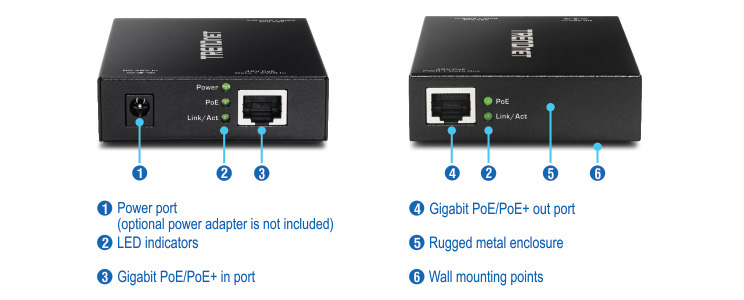 TRENDNET
TRENDNET
Power
PoE
Link/Act
PoE
Link/Act
1 2 3 4 2 5 6
1 Power port
(optional power adapter is not included)
2 LED indicators
3 Gigabit PoE/PoE+ in port
4 Gigabit PoE/PoE+ out port
5 Rugged metal enclosure
6 Wall mounting points